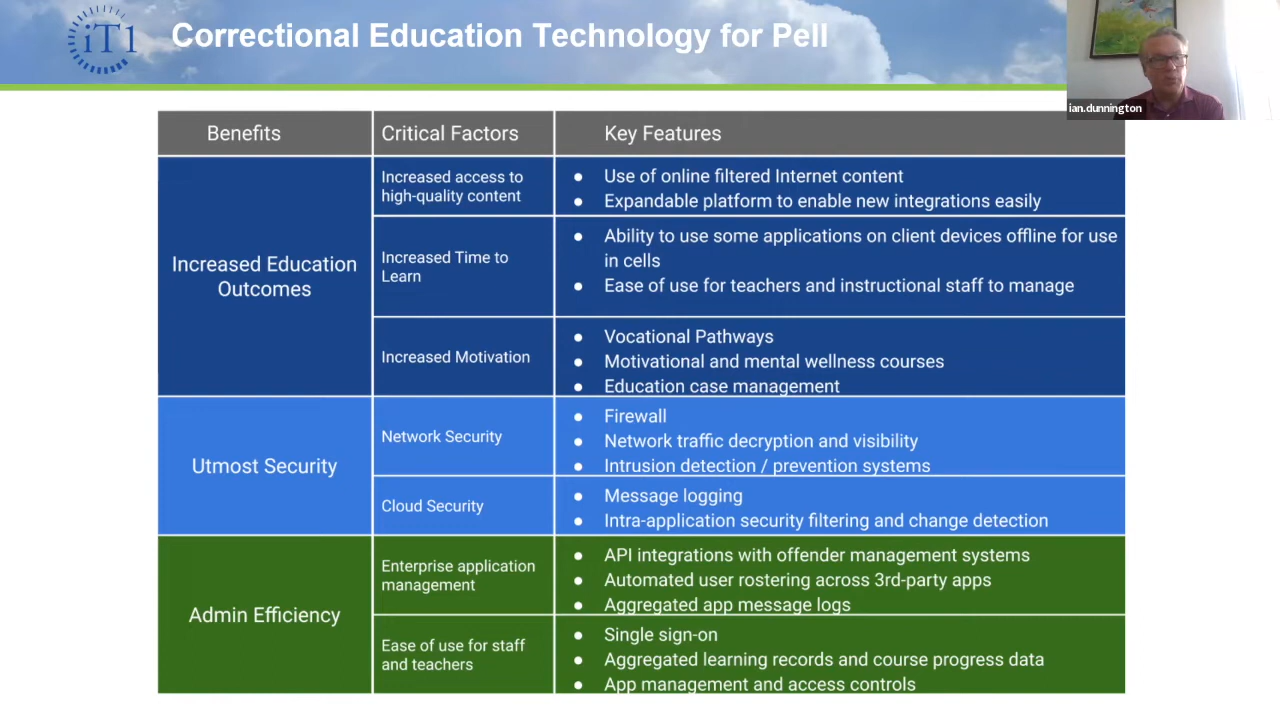 iT1
Correctional Education Technology for Pell
ian.dunnington
Benefits
Critical Factors
Key Features
Increased Education
Outcomes
Increased access to
high-quality content
● Use of online filtered Internet content
● Expandable platform to enable new integrations easily
Increased Time to
Learn
● Ability to use some applications on client devices offline for use
in cells
● Ease of use for teachers and instructional staff to manage
Increased Motivation
● Vocational Pathways
● Motivational and mental wellness courses
● Education case management
Utmost Security
Network Security
● Firewall
● Network traffic decryption and visibility
● Intrusion detection / prevention systems
Cloud Security
● Message logging
● Intra-application security filtering and change detection
Admin Efficiency
Enterprise application
management
● API integrations with offender management systems
● Automated user rostering across 3rd-party apps
● Aggregated app message logs
Ease of use for staff
and teachers
● Single sign-on
● Aggregated learning records and course progress data
● App management and access controls